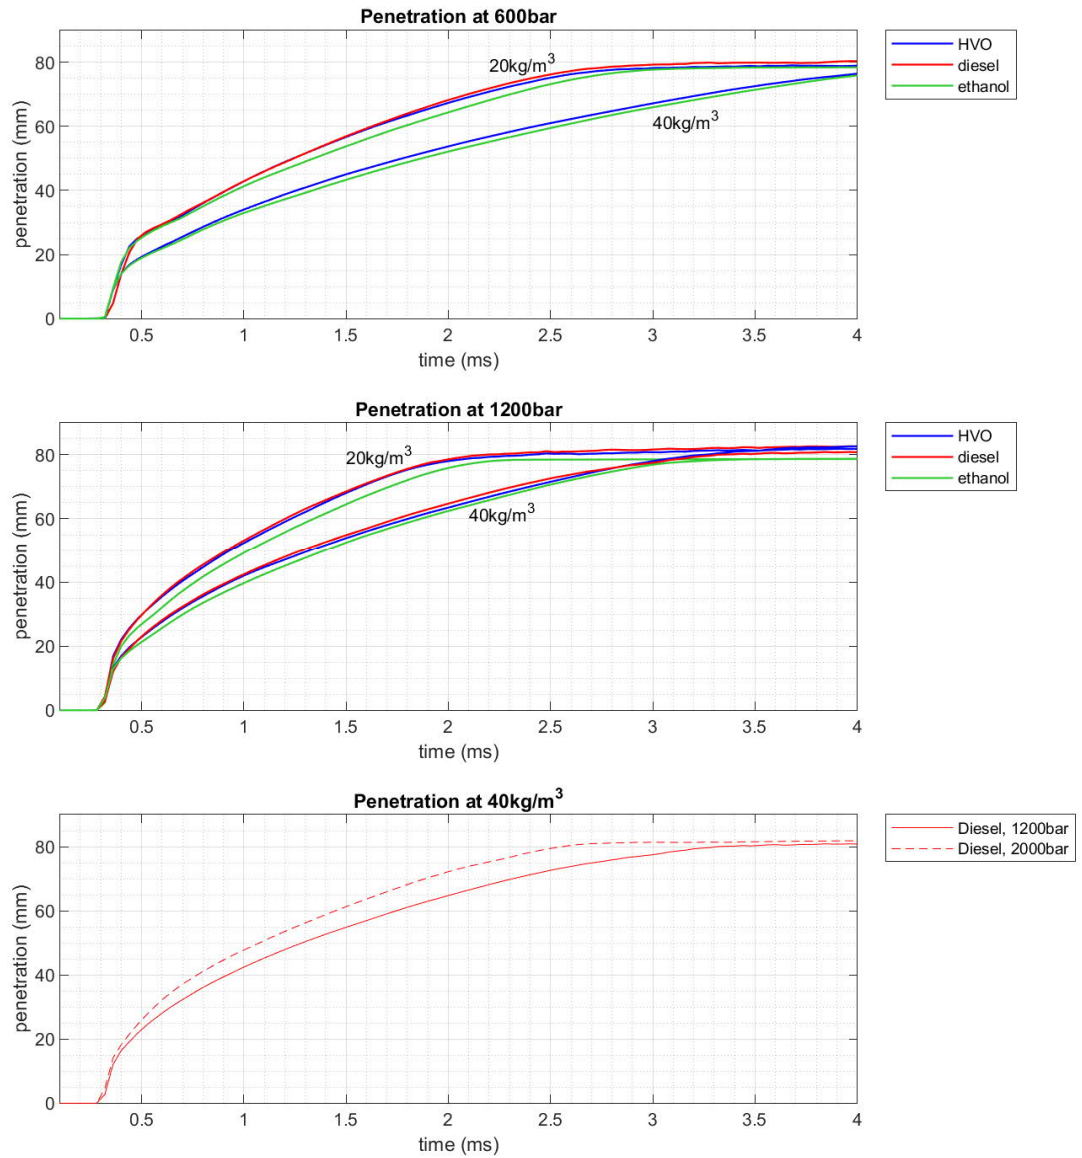 Penetration at 600bar
80
60
40
20
0
penetration (mm)
20kg/m³
40kg/m³
0.5 1 1.5 2 2.5 3 3.5 4
time (ms)
HVO
diesel
ethanol
Penetration at 1200bar
80
60
40
20
0
penetration (mm)
20kg/m³
40kg/m³
0.5 1 1.5 2 2.5 3 3.5 4
time (ms)
HVO
diesel
ethanol
Penetration at 40kg/m³
80
60
40
20
0
penetration (mm)
0.5 1 1.5 2 2.5 3 3.5 4
time (ms)
Diesel, 1200bar
Diesel, 2000bar